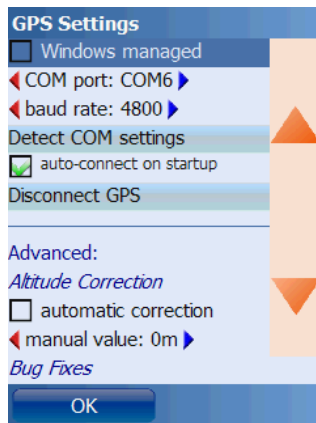 GPS Settings
Windows managed
COM port: COM6
baud rate: 4800
Detect COM settings
auto-connect on startup
Disconnect GPS
Advanced:
Altitude Correction
automatic correction
manual value: 0m
Bug Fixes
OK